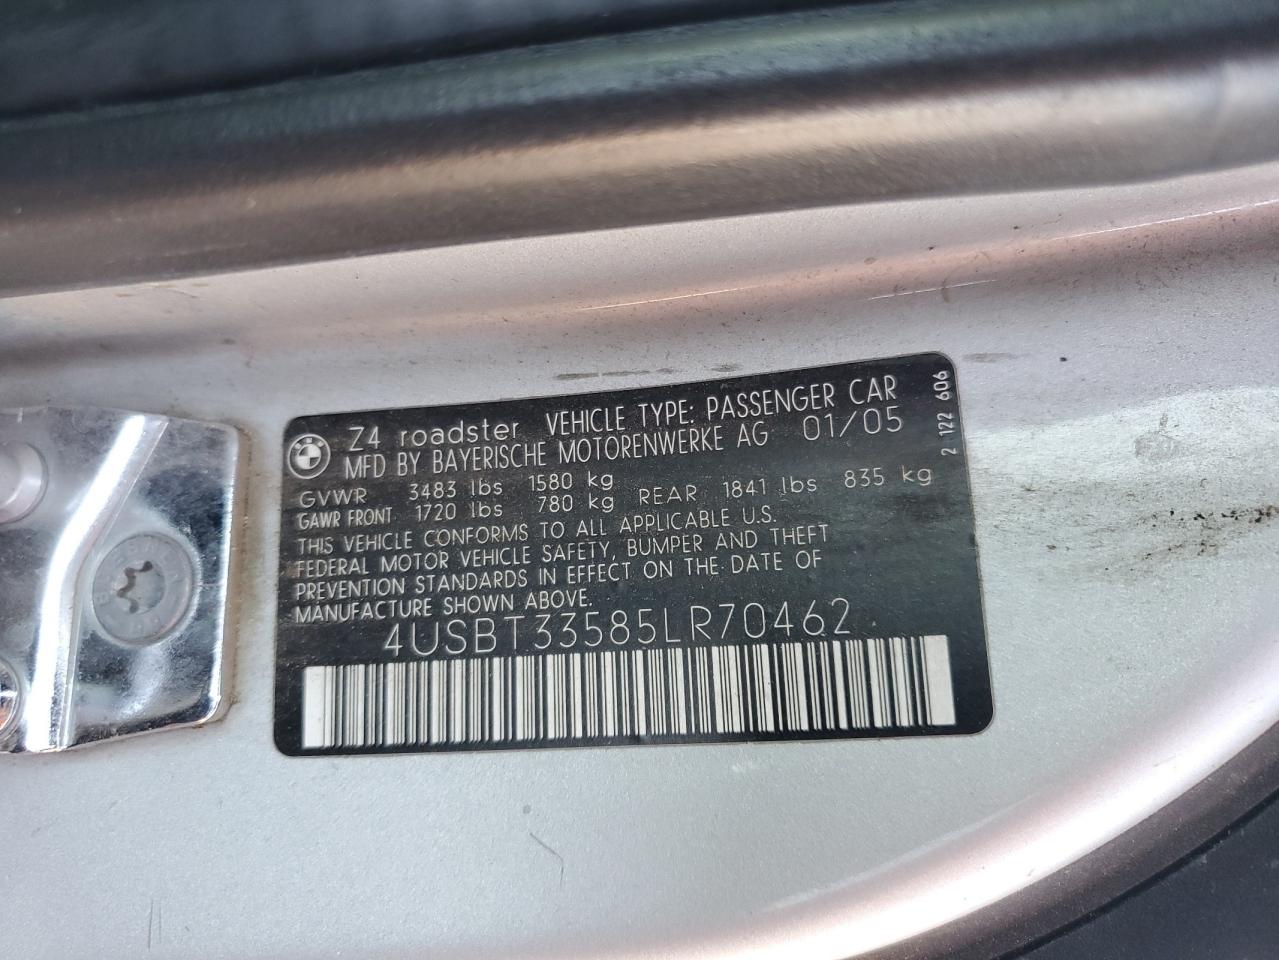 Z4 roadster VEHICLE TYPE: PASSENGER CAR
MFD BY BAYERISCHE MOTORENWERKE AG 01/05
GVWR 3483 lbs 1580 kg
GAWR FRONT 1720 lbs 780 kg REAR 1841 lbs 835 kg
THIS VEHICLE CONFORMS TO ALL APPLICABLE U.S.
FEDERAL MOTOR VEHICLE SAFETY, BUMPER AND THEFT
PREVENTION STANDARDS IN EFFECT ON THE DATE OF
MANUFACTURE SHOWN ABOVE.
4USBT33585LR70462
2 122 606